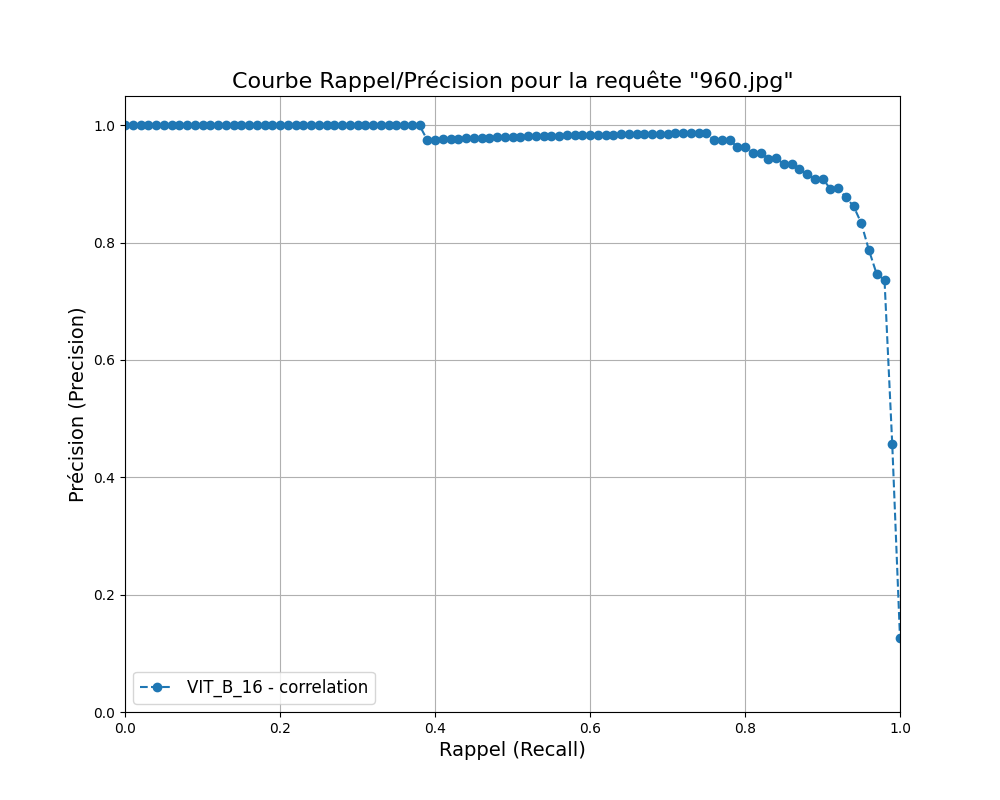 Courbe Rappel/Précision pour la requête "960.jpg"
Précision (Precision)
1.0
0.8
0.6
0.4
0.2
0.0
VIT_B_16 - correlation
0.0 0.2 0.4 0.6 0.8 1.0
Rappel (Recall)